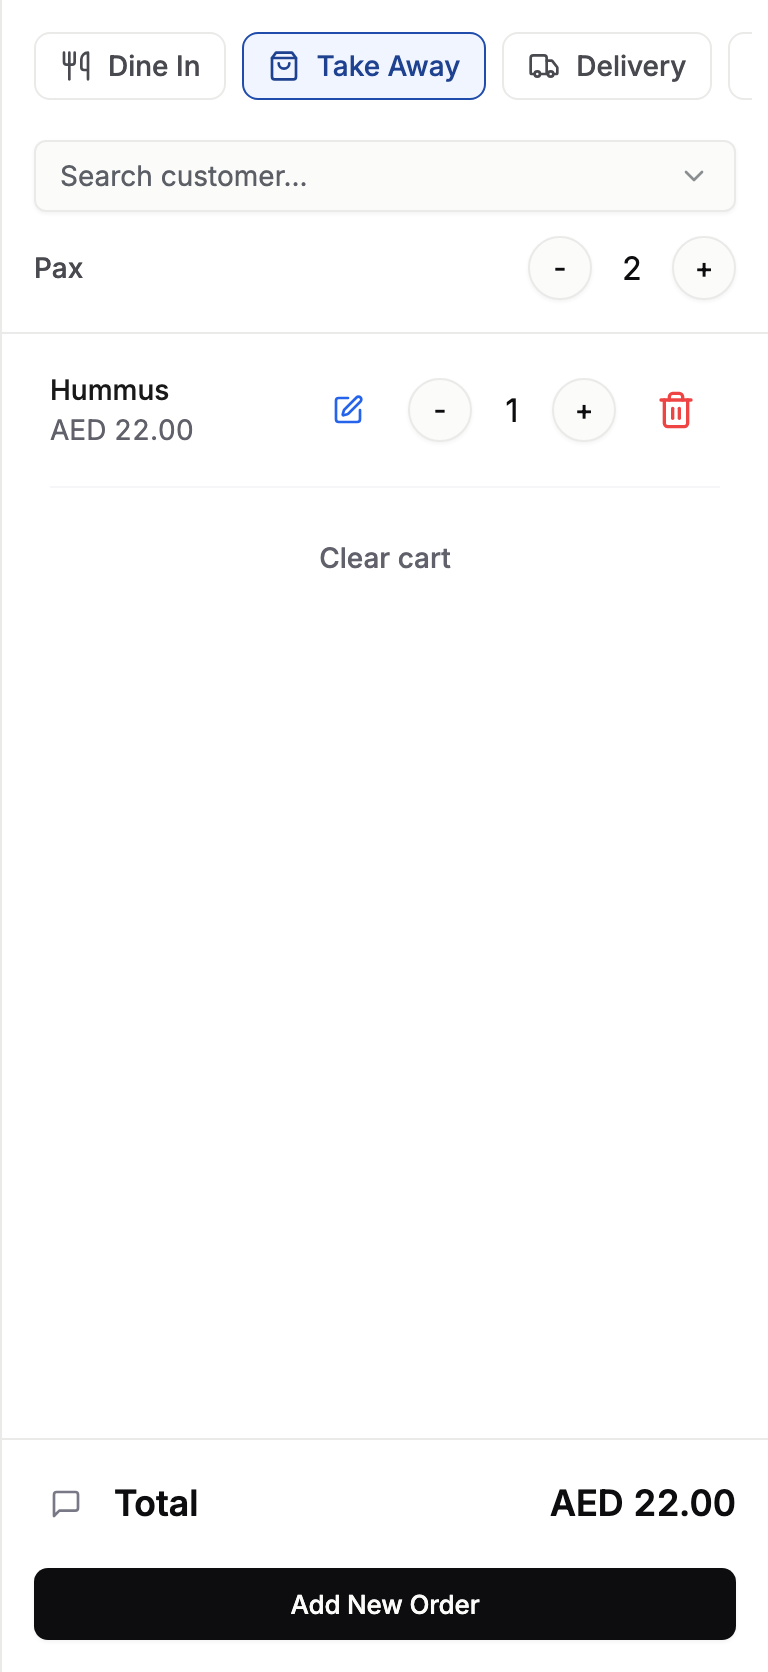 Dine In
Take Away
Delivery
Search customer...
Pax
- 2 +
Hummus
AED 22.00
- 1 +
Clear cart
Total
AED 22.00
Add New Order